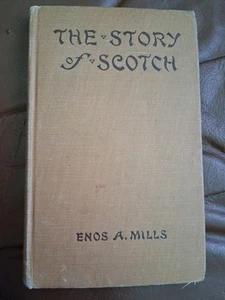 THE STORY
of SCOTCH
ENOS A. MILLS